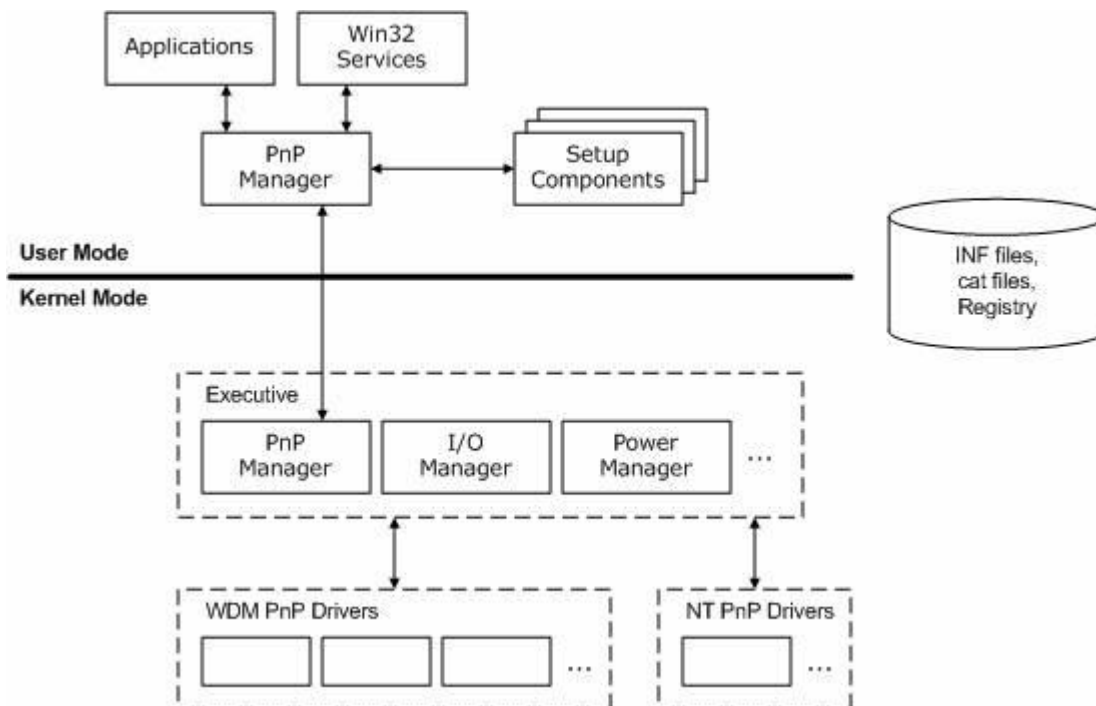 Applications
Win32
Services
PnP
Manager
Setup
Components
User Mode
Kernel Mode
INF files,
cat files,
Registry
Executive
PnP
Manager
I/O
Manager
Power
Manager
...
WDM PnP Drivers
...
NT PnP Drivers
...